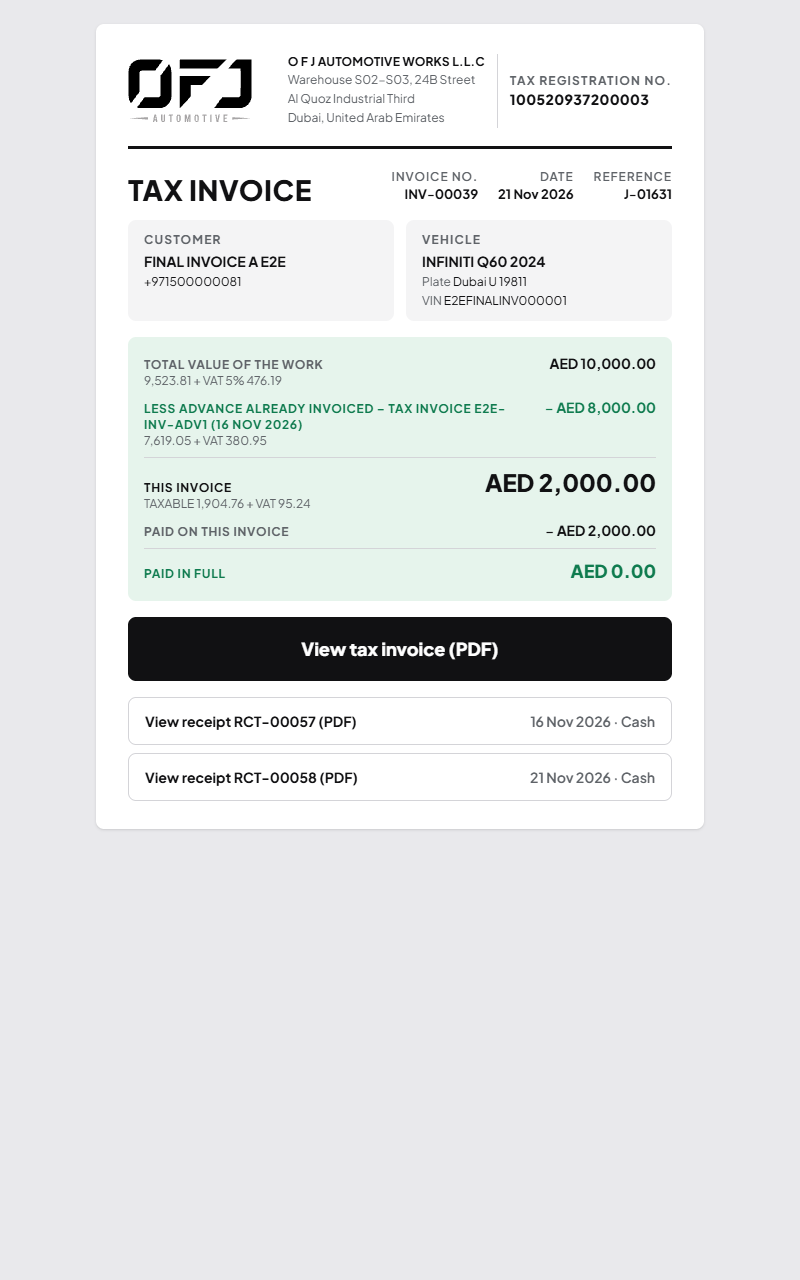 OFJ
AUTOMOTIVE
O F J AUTOMOTIVE WORKS L.L.C
Warehouse S02–S03, 24B Street
Al Quoz Industrial Third
Dubai, United Arab Emirates
TAX REGISTRATION NO.
100520937200003
TAX INVOICE
INVOICE NO.
INV-00039
DATE
21 Nov 2026
REFERENCE
J-01631
CUSTOMER
FINAL INVOICE A E2E
+971500000081
VEHICLE
INFINITI Q60 2024
Plate Dubai U 19811
VIN E2EFINALINV000001
TOTAL VALUE OF THE WORK
AED 10,000.00
9,523.81 + VAT 5% 476.19
LESS ADVANCE ALREADY INVOICED – TAX INVOICE E2E-
INV-ADV1 (16 NOV 2026)
– AED 8,000.00
7,619.05 + VAT 380.95
THIS INVOICE
AED 2,000.00
TAXABLE 1,904.76 + VAT 95.24
PAID ON THIS INVOICE
– AED 2,000.00
PAID IN FULL
AED 0.00
View tax invoice (PDF)
View receipt RCT-00057 (PDF)
16 Nov 2026 · Cash
View receipt RCT-00058 (PDF)
21 Nov 2026 · Cash